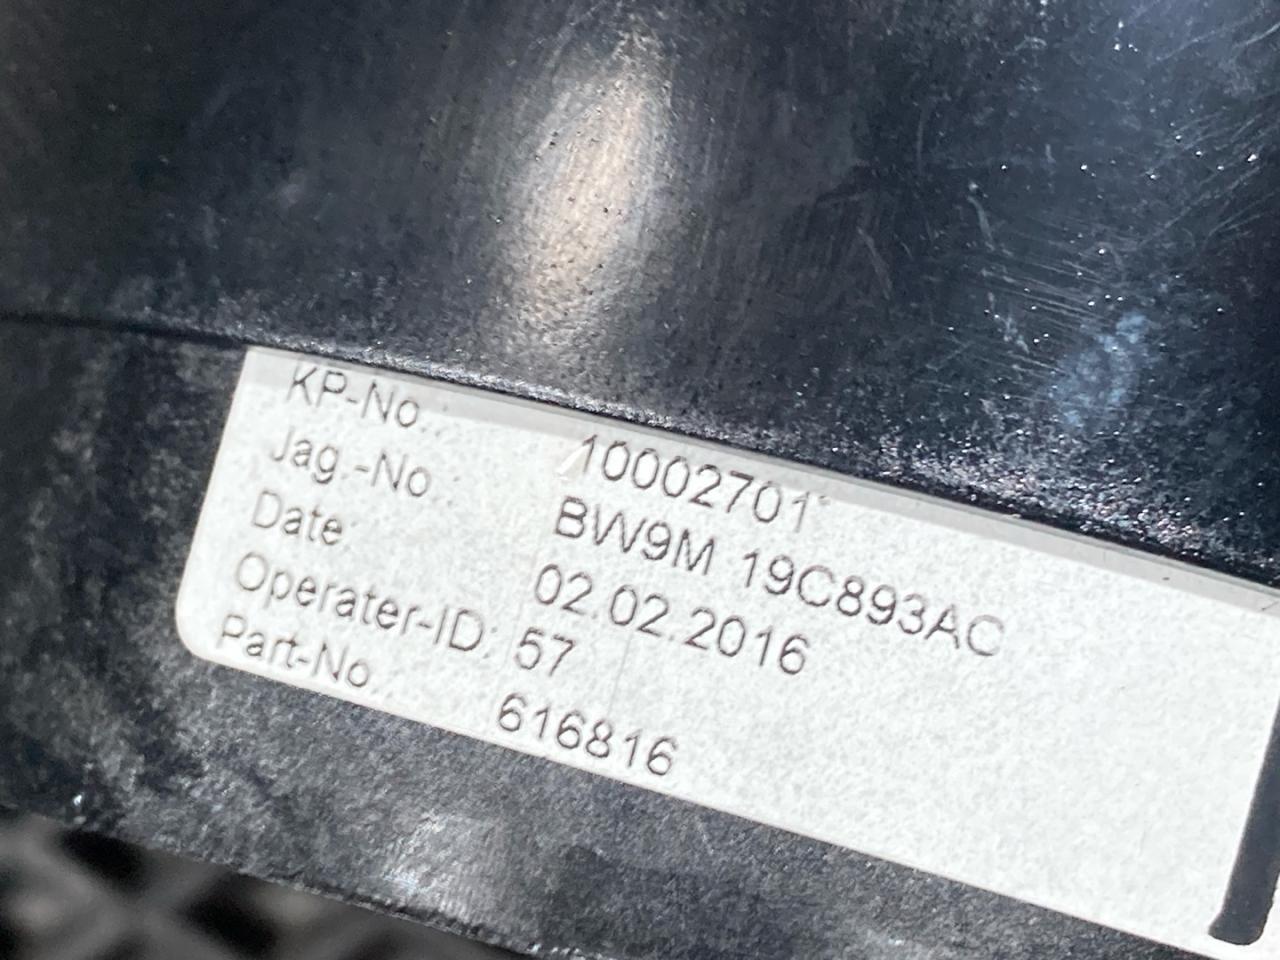 KP-No.: 10002701
Jag.-No.: BW9M 19C893AC
Date: 02.02.2016
Operater-ID: 57
Part-No.: 616816